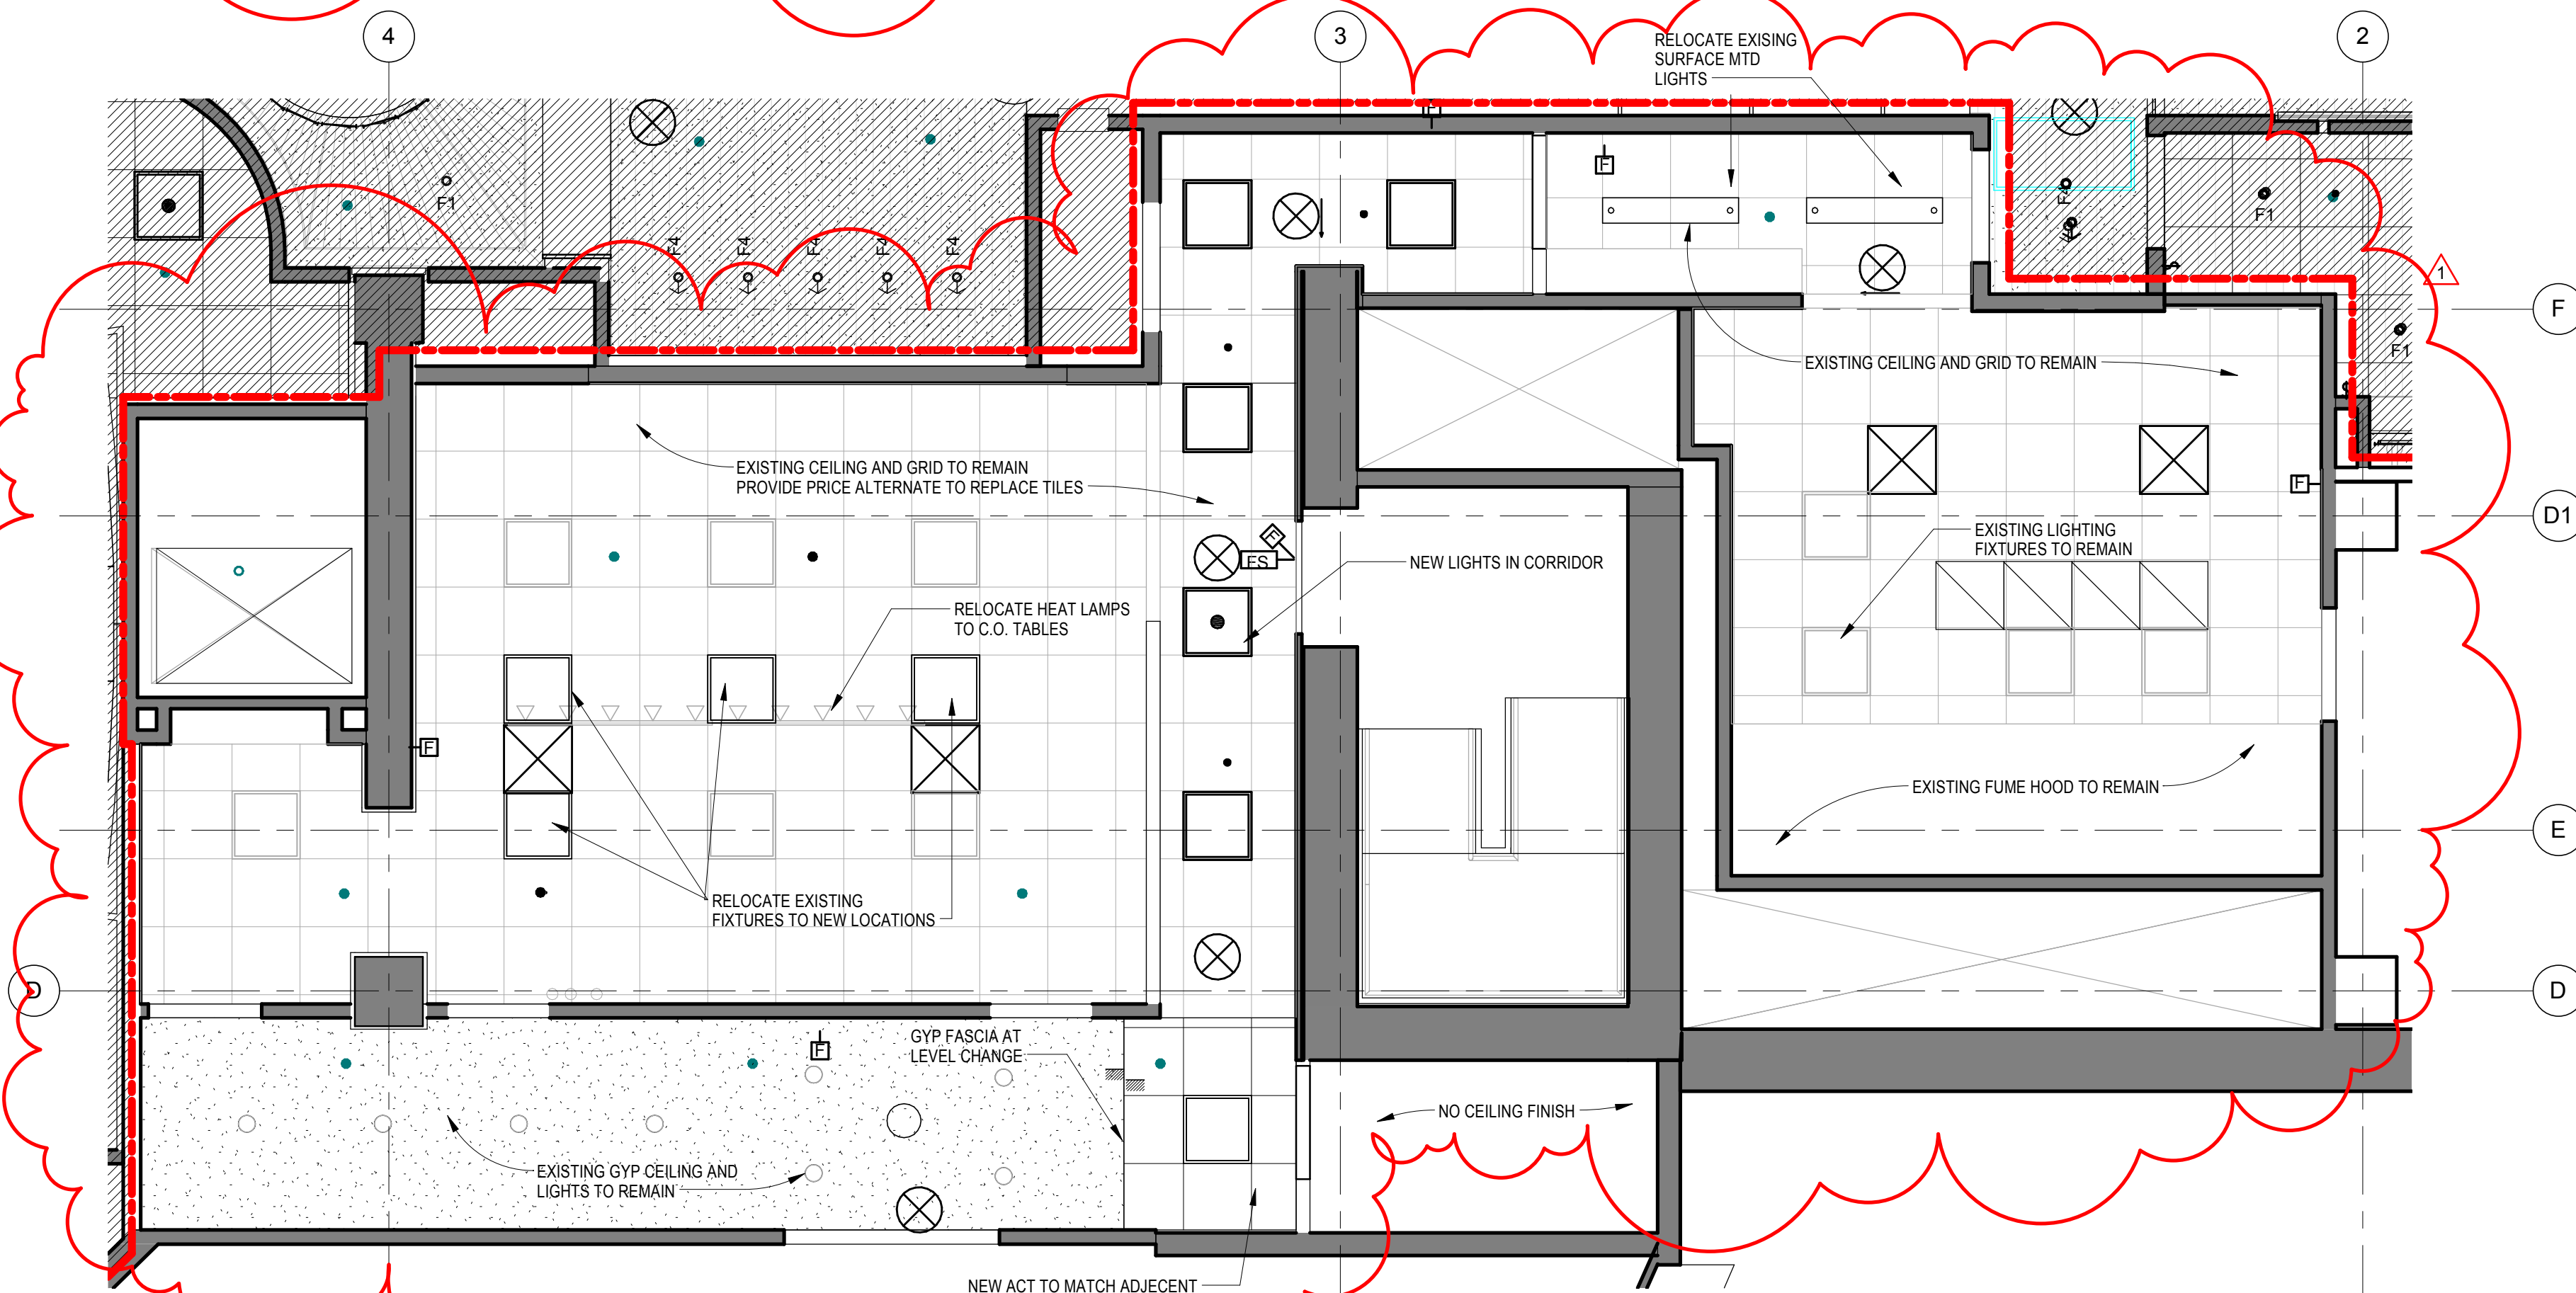 4
3
2
RELOCATE EXISING
SURFACE MTD
LIGHTS
F
F
F1
F4
F4
F4
F4
F4
F4
F1
1
F
F1
EXISTING CEILING AND GRID TO REMAIN
EXISTING CEILING AND GRID TO REMAIN
PROVIDE PRICE ALTERNATE TO REPLACE TILES
F
D1
EXISTING LIGHTING
FIXTURES TO REMAIN
F
FS
NEW LIGHTS IN CORRIDOR
RELOCATE HEAT LAMPS
TO C.O. TABLES
F
EXISTING FUME HOOD TO REMAIN
E
RELOCATE EXISTING
FIXTURES TO NEW LOCATIONS
D
D
GYP FASCIA AT
LEVEL CHANGE
F
NO CEILING FINISH
EXISTING GYP CEILING AND
LIGHTS TO REMAIN
NEW ACT TO MATCH ADJECENT